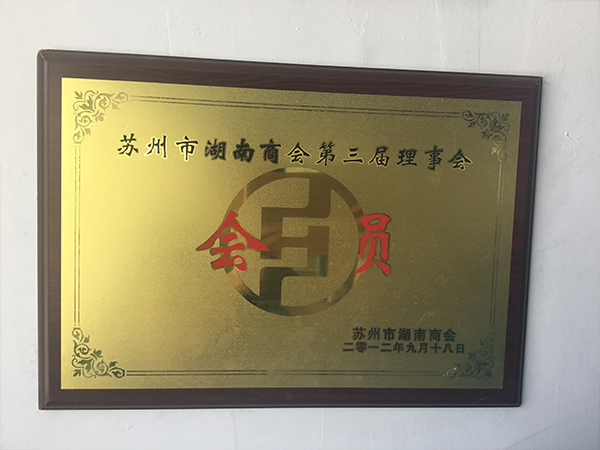 苏州市湖南商会第三届理事会
会员
苏州市湖南商会
二零一二年九月十八日